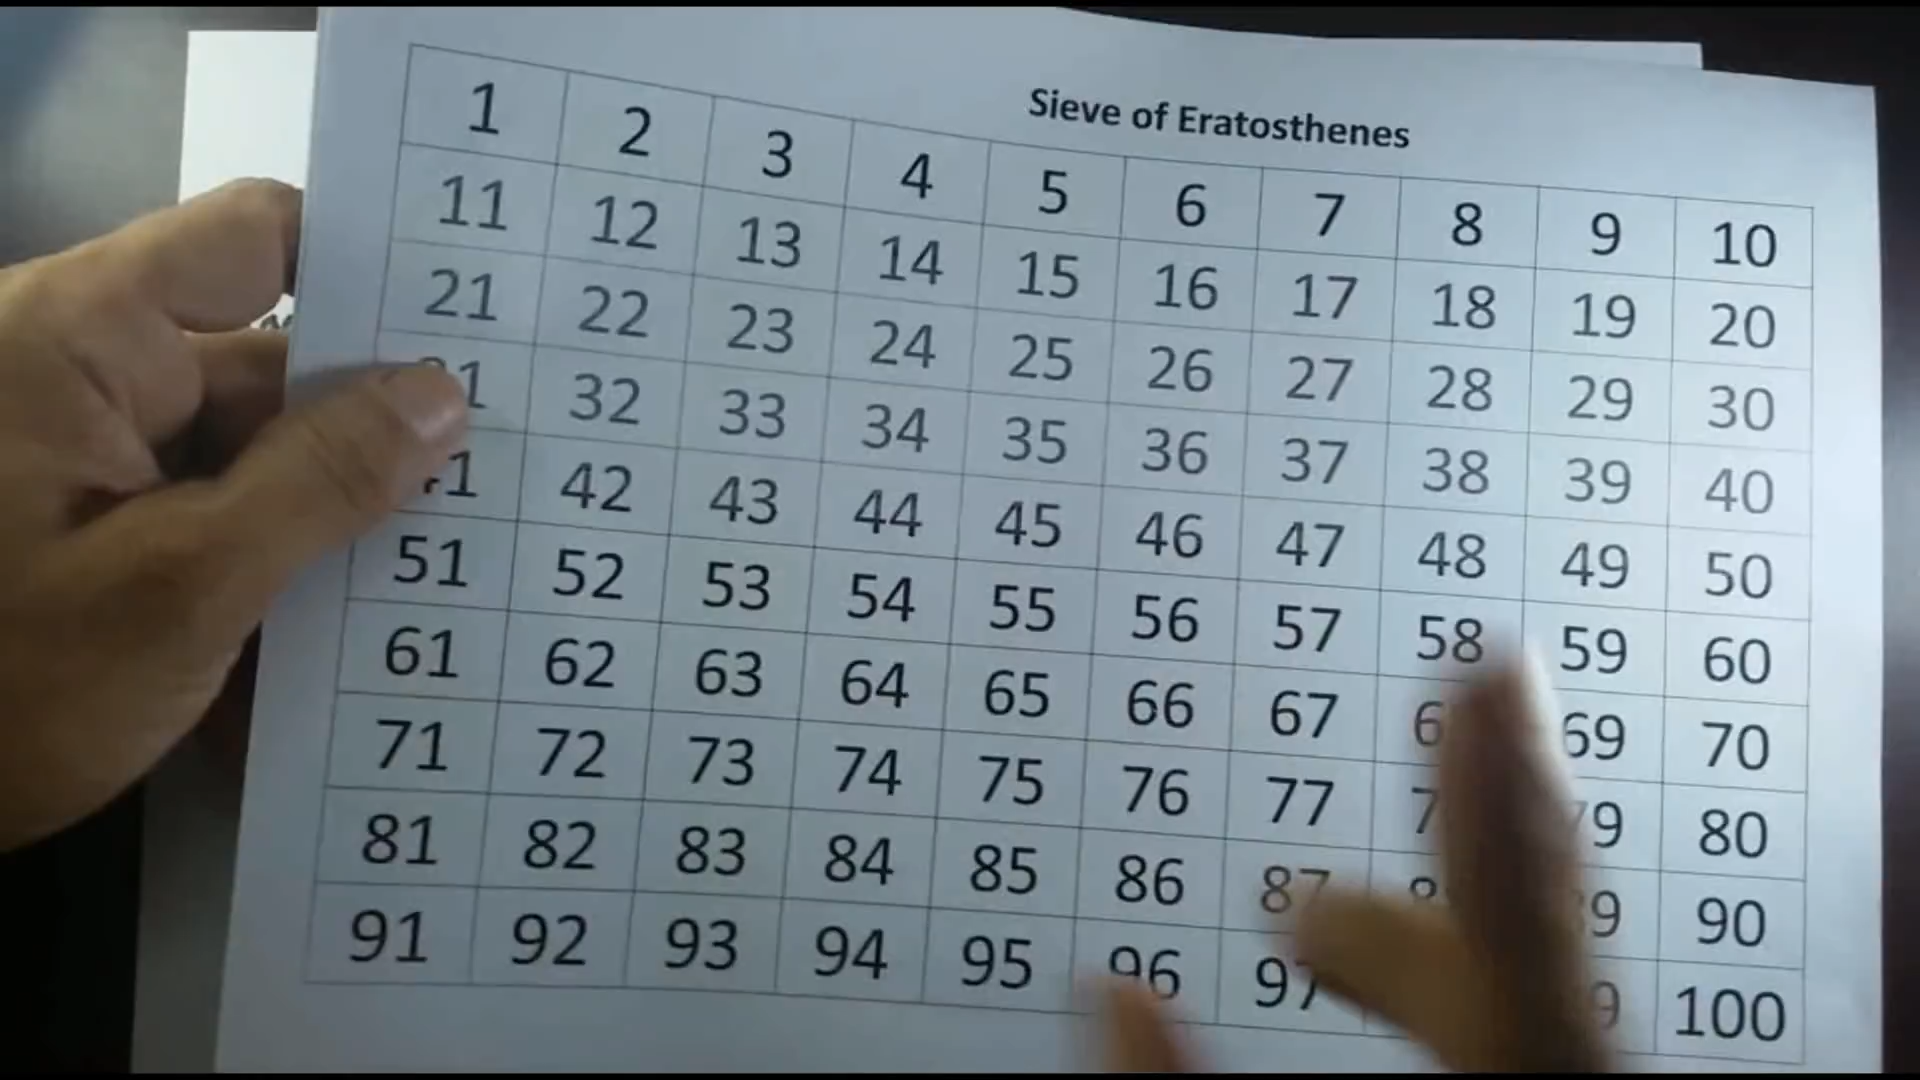 Sieve of Eratosthenes
1 2 3 4 5 6 7 8 9 10
11 12 13 14 15 16 17 18 19 20
21 22 23 24 25 26 27 28 29 30
32 33 34 35 36 37 38 39 40
42 43 44 45 46 47 48 49 50
51 52 53 54 55 56 57 58 59 60
61 62 63 64 65 66 67 69 70
71 72 73 74 75 76 77 80
81 82 83 84 85 86 87 90
91 92 93 94 95 96 97 100